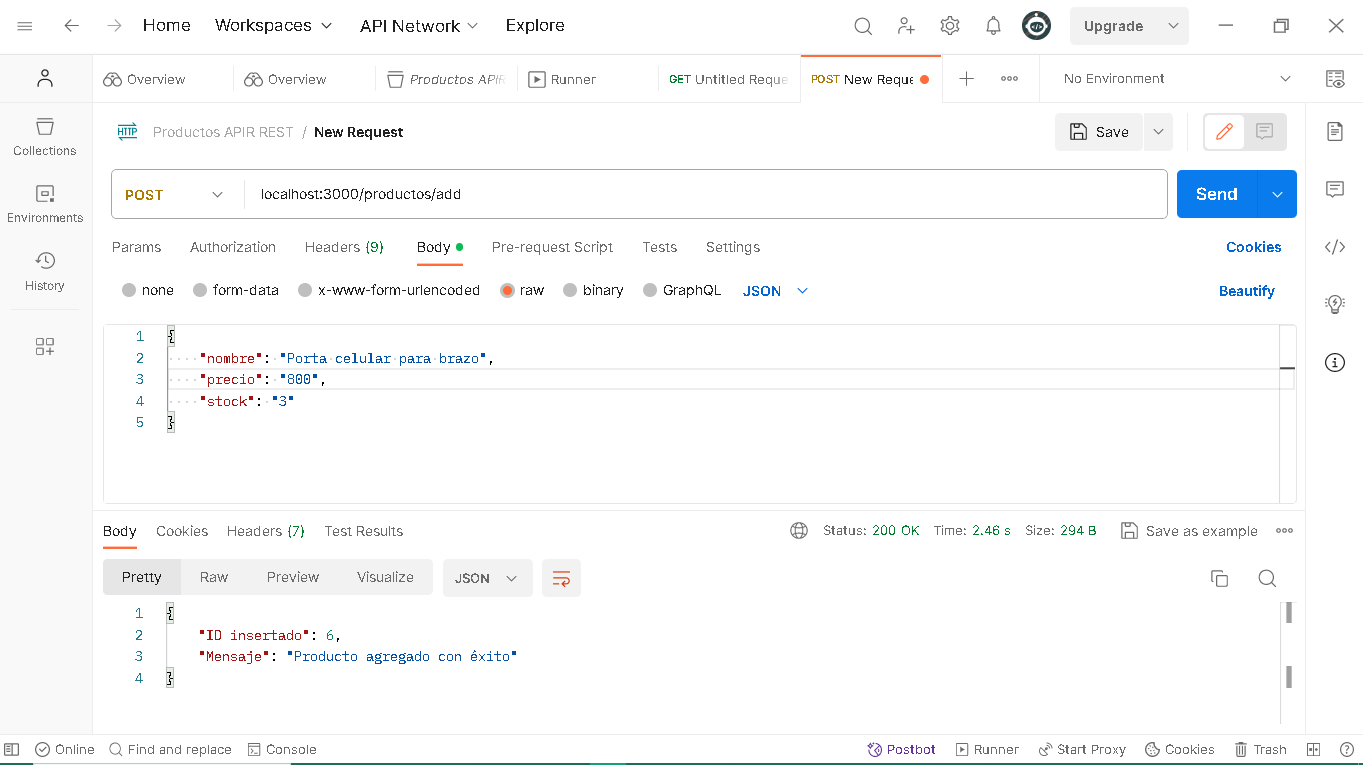 Home Workspaces API Network Explore Upgrade
Overview Overview Productos APIR Runner GET Untitled Reque POST New Reque No Environment
HTTP Productos APIR REST / New Request Save
Collections
Environments
History
POST localhost:3000/productos/add Send
Params Authorization Headers (9) Body Pre-request Script Tests Settings Cookies
none form-data x-www-form-urlencoded raw binary GraphQL JSON Beautify
1 {
2 "nombre": "Porta celular para brazo",
3 "precio": "800",
4 "stock": "3"
5 }
Body Cookies Headers (7) Test Results Status: 200 OK Time: 2.46 s Size: 294 B Save as example
Pretty Raw Preview Visualize JSON
1 {
2 "ID insertado": 6,
3 "Mensaje": "Producto agregado con éxito"
4 }
Online Find and replace Console Postbot Runner Start Proxy Cookies Trash